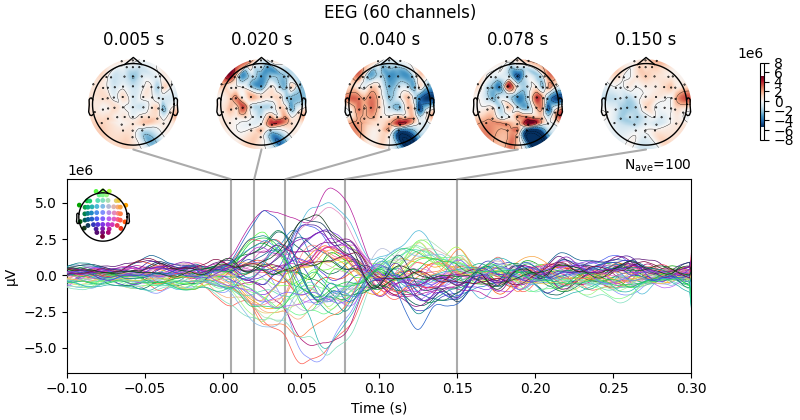 EEG (60 channels)
0.005 s 0.020 s 0.040 s 0.078 s 0.150 s
1e6
8
6
4
2
0
−2
−4
−6
−8
Nave=100
1e6
5.0
2.5
0.0
−2.5
−5.0
µV
−0.10 −0.05 0.00 0.05 0.10 0.15 0.20 0.25 0.30
Time (s)